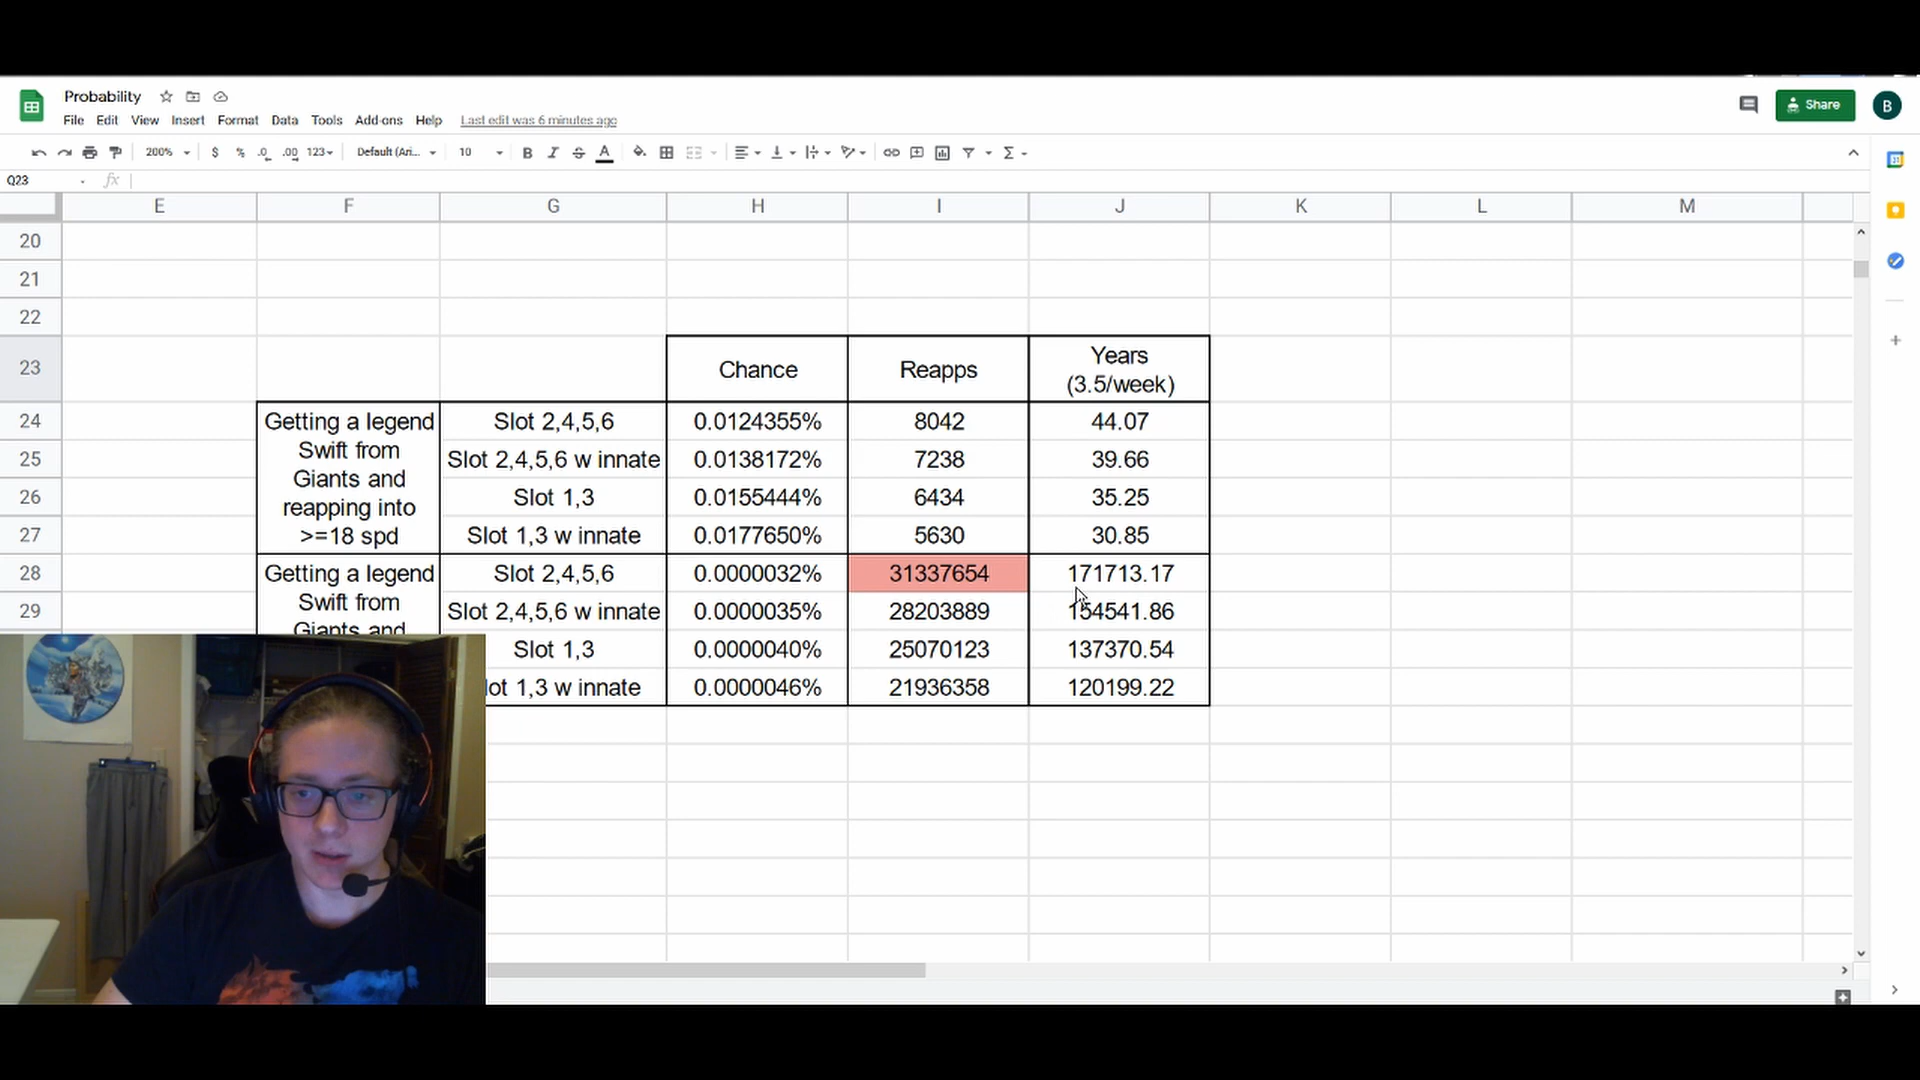 Probability
File Edit View Insert Format Data Tools Add-ons Help Last edit was 6 minutes ago
Share
B
200% $ % .0 .00 123 Default (Ari... 10 B I A
Q23 fx
E F G H I J K L M
20
21
22
23 Chance Reapps Years
(3.5/week)
24 Getting a legend Slot 2,4,5,6 0.0124355% 8042 44.07
25 Swift from Slot 2,4,5,6 w innate 0.0138172% 7238 39.66
Giants and
26 reapping into Slot 1,3 0.0155444% 6434 35.25
27 >=18 spd Slot 1,3 w innate 0.0177650% 5630 30.85
28 Getting a legend Slot 2,4,5,6 0.0000032% 31337654 171713.17
29 Swift from Slot 2,4,5,6 w innate 0.0000035% 28203889 154541.86
Giants and
Slot 1,3 0.0000040% 25070123 137370.54
lot 1,3 w innate 0.0000046% 21936358 120199.22